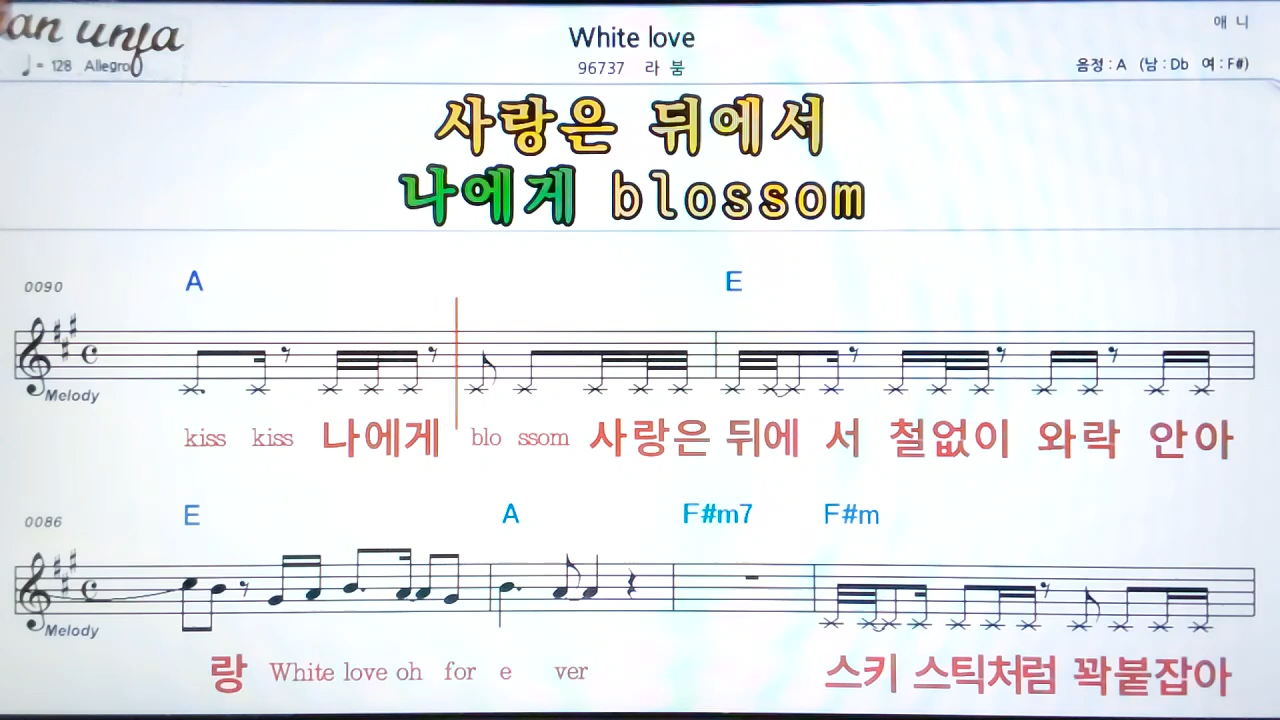 an unja
White love
애 니
♩ = 128 Allegro
96737 라 붐
음정 : A (남 : Db 여 : F#)
사랑은 뒤에서
나에게 blossom
0090
A E
Melody
kiss kiss 나에게 blo ssom 사랑은 뒤에 서 철없이 와락 안아
0086
E A F#m7 F#m
Melody
랑 White love oh for e ver 스키 스틱처럼 꽉붙잡아